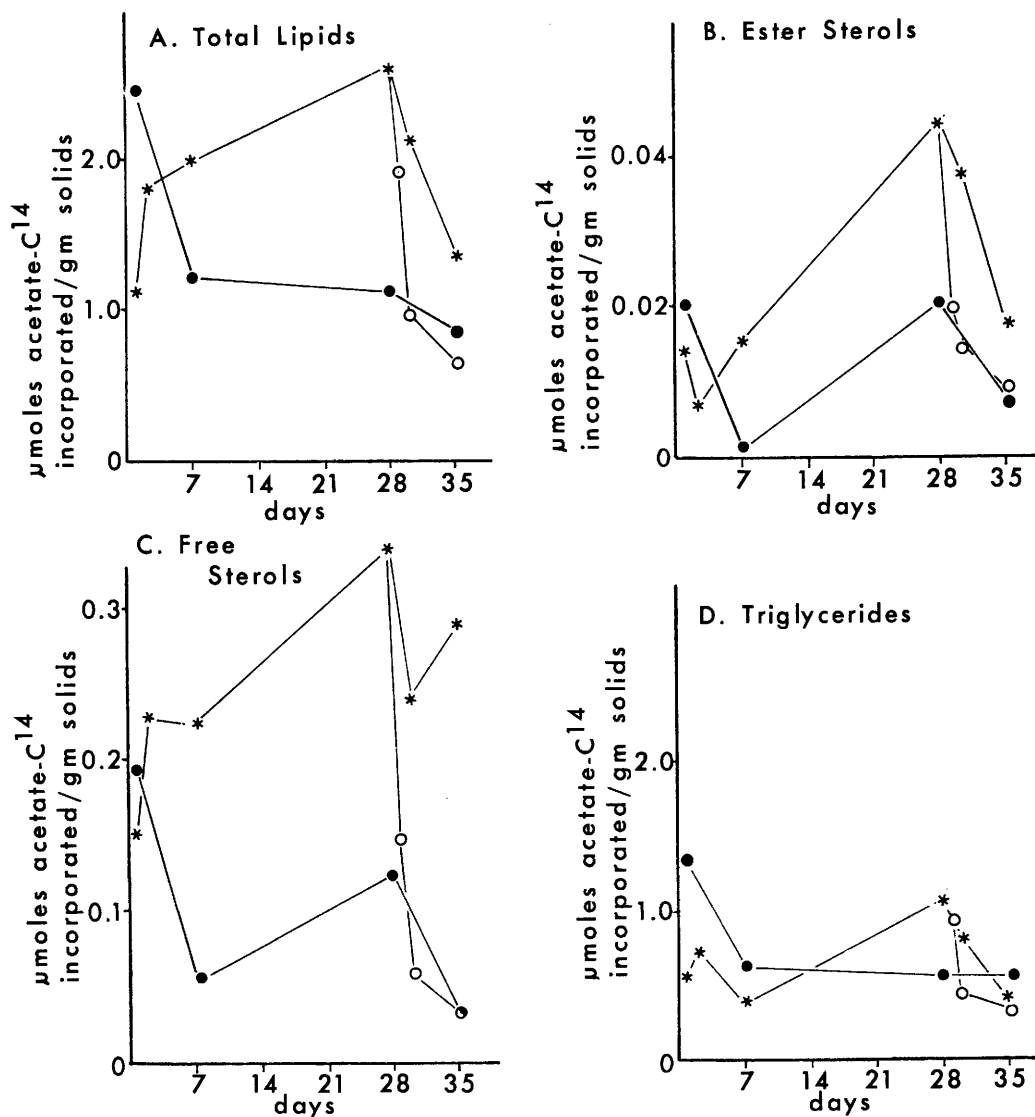 A. Total Lipids
μmoles acetate-C14
incorporated/gm solids
2.0
1.0
0
7 14 21 28 35
days
B. Ester Sterols
μmoles acetate-C14
incorporated/gm solids
0.04
0.02
0
7 14 21 28 35
days
C. Free
Sterols
μmoles acetate-C14
incorporated/gm solids
0.3
0.2
0.1
0
7 14 21 28 35
days
D. Triglycerides
μmoles acetate-C14
incorporated/gm solids
2.0
1.0
0
7 14 21 28 35
days